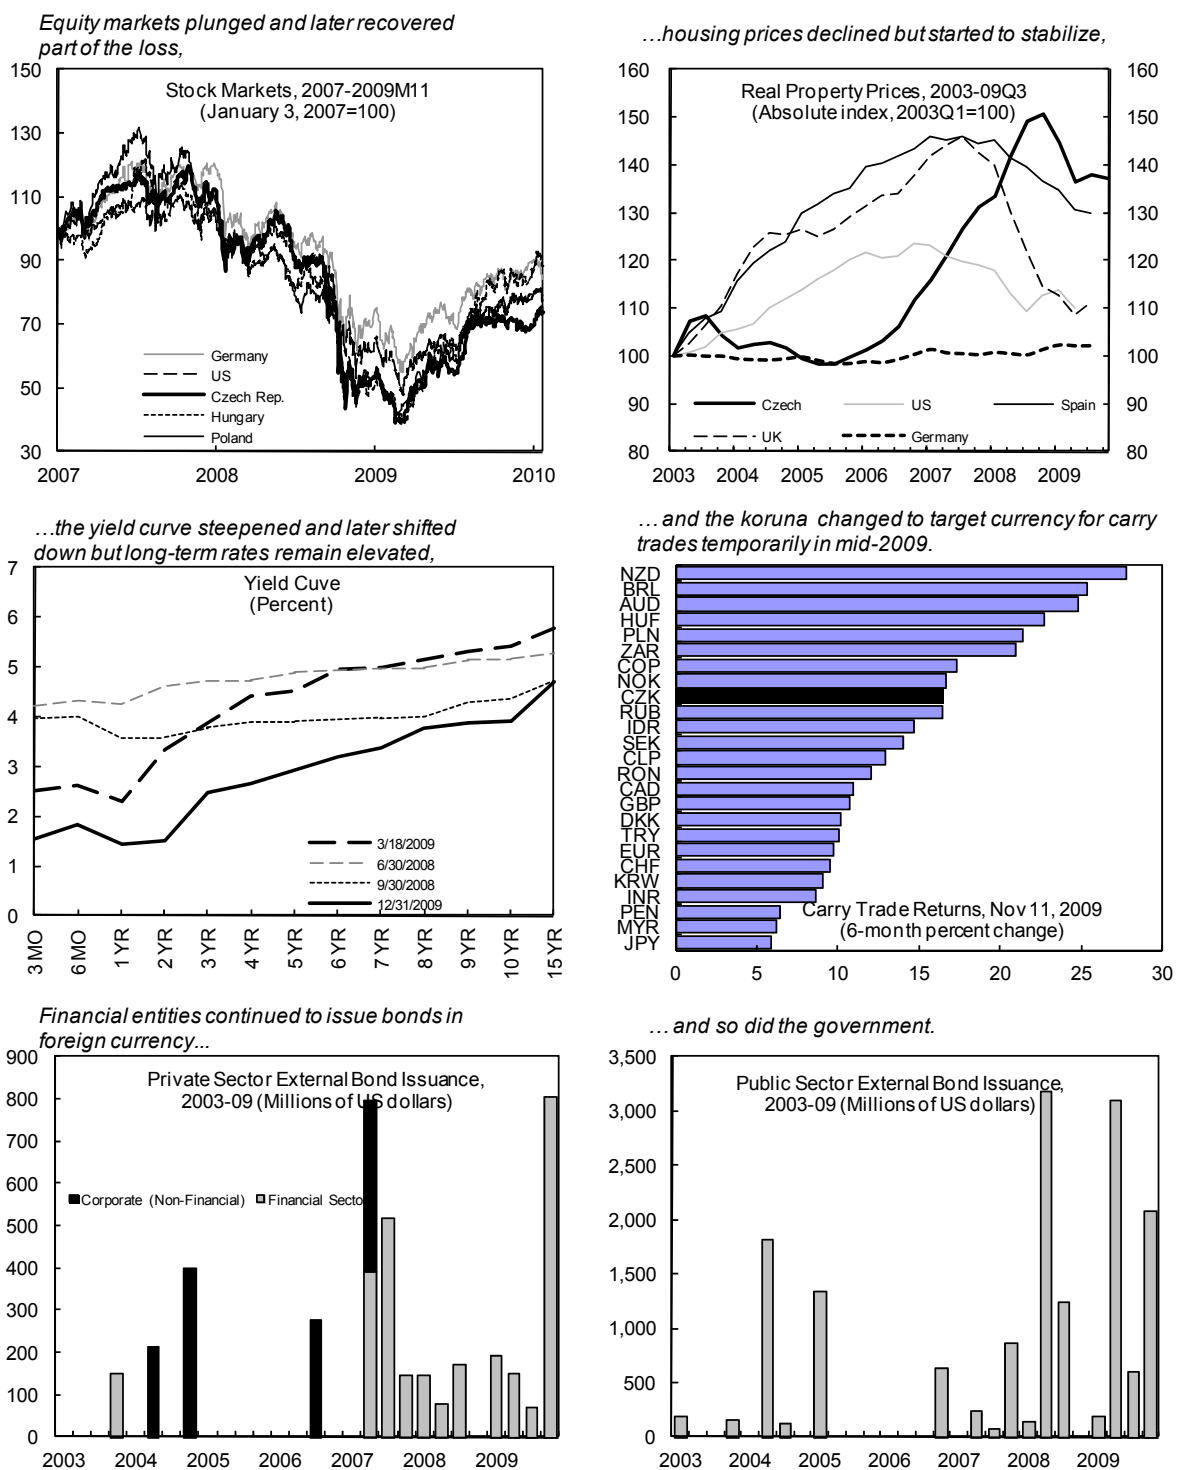 Equity markets plunged and later recovered
part of the loss,
150
130
110
90
70
50
30
Stock Markets, 2007-2009M11
(January 3, 2007=100)
Germany
US
Czech Rep.
Hungary
Poland
2007 2008 2009 2010
…housing prices declined but started to stabilize,
160 160
150 150
140 140
130 130
120 120
110 110
100 100
90 90
80 80
Real Property Prices, 2003-09Q3
(Absolute index, 2003Q1=100)
Czech US Spain
UK Germany
2003 2004 2005 2006 2007 2008 2009
…the yield curve steepened and later shifted
down but long-term rates remain elevated,
7
6
5
4
3
2
1
0
Yield Cuve
(Percent)
3/18/2009
6/30/2008
9/30/2008
12/31/2009
3 MO
6 MO
1 YR
2 YR
3 YR
4 YR
5 YR
6 YR
7 YR
8 YR
9 YR
10 YR
15 YR
…and the koruna changed to target currency for carry
trades temporarily in mid-2009.
NZD
BRL
AUD
HUF
PLN
ZAR
COP
NOK
CZK
RUB
IDR
SEK
CLP
RON
CAD
GBP
DKK
TRY
EUR
CHF
KRW
INR
PEN
MYR
JPY
Carry Trade Returns, Nov 11, 2009
(6-month percent change)
0 5 10 15 20 25 30
Financial entities continued to issue bonds in
foreign currency...
900
800
700
600
500
400
300
200
100
0
Private Sector External Bond Issuance,
2003-09 (Millions of US dollars)
Corporate (Non-Financial) Financial Sector
2003 2004 2005 2006 2007 2008 2009
…and so did the government.
3,500
3,000
2,500
2,000
1,500
1,000
500
0
Public Sector External Bond Issuance,
2003-09 (Millions of US dollars)
2003 2004 2005 2006 2007 2008 2009